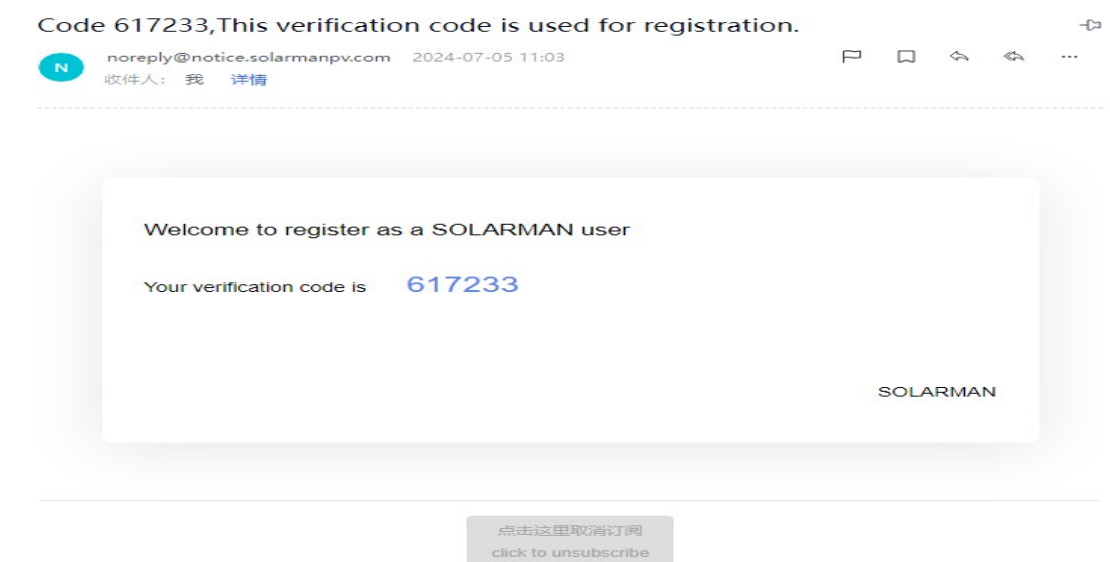 Code 617233,This verification code is used for registration.
N
noreply@notice.solarmanpv.com 2024-07-05 11:03
收件人： 我 详情
Welcome to register as a SOLARMAN user
Your verification code is 617233
SOLARMAN
点击这里取消订阅
click to unsubscribe